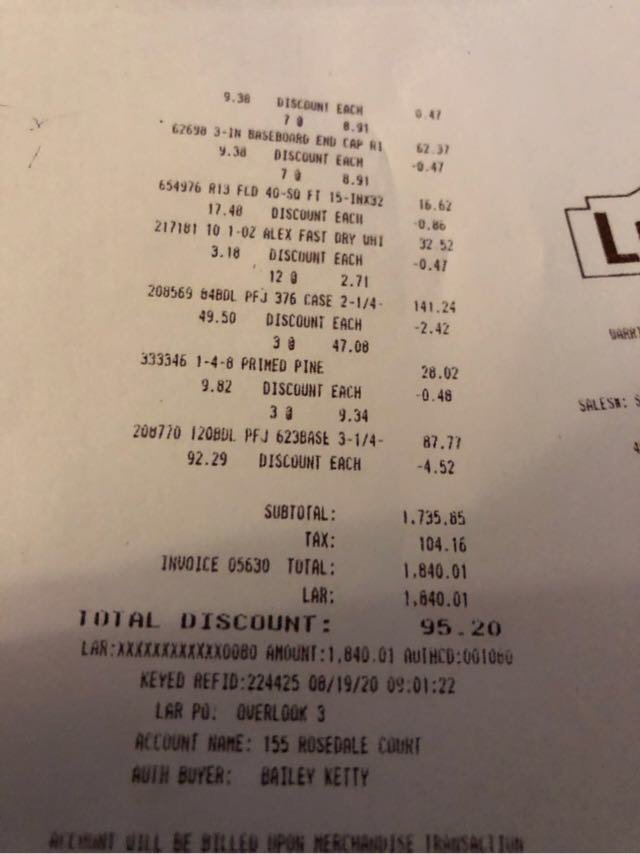 9.38 DISCOUNT EACH 0.47
7 @ 8.91
62698 3-IN BASEBOARD END CAP RI 62.37
9.38 DISCOUNT EACH -0.47
7 @ 8.91
654976 R13 FLD 40-SQ FT 15-INX32 16.62
17.48 DISCOUNT EACH -0.86
217181 10 1-OZ ALEX FAST DRY WHI 32.52
3.18 DISCOUNT EACH -0.47
12 @ 2.71
208569 84BDL PFJ 376 CASE 2-1/4- 141.24
49.50 DISCOUNT EACH -2.42
3 @ 47.08
333346 1-4-8 PRIMED PINE 28.02
9.82 DISCOUNT EACH -0.48
3 @ 9.34
208770 120BDL PFJ 623BASE 3-1/4- 87.77
92.29 DISCOUNT EACH -4.52
SUBTOTAL: 1,735.85
TAX: 104.16
INVOICE 05630 TOTAL: 1,840.01
LAR: 1,840.01
TOTAL DISCOUNT: 95.20
LAR:XXXXXXXXXXXX0080 AMOUNT:1,840.01 AUTHCD:001080
KEYED REFID:224425 08/19/20 09:01:22
LAR PO: OVERLOOK 3
ACCOUNT NAME: 155 ROSEDALE COURT
AUTH BUYER: BAILEY KETTY
ACCOUNT WILL BE BILLED UPON MERCHANDISE TRANSACTION
L
SALES#: S